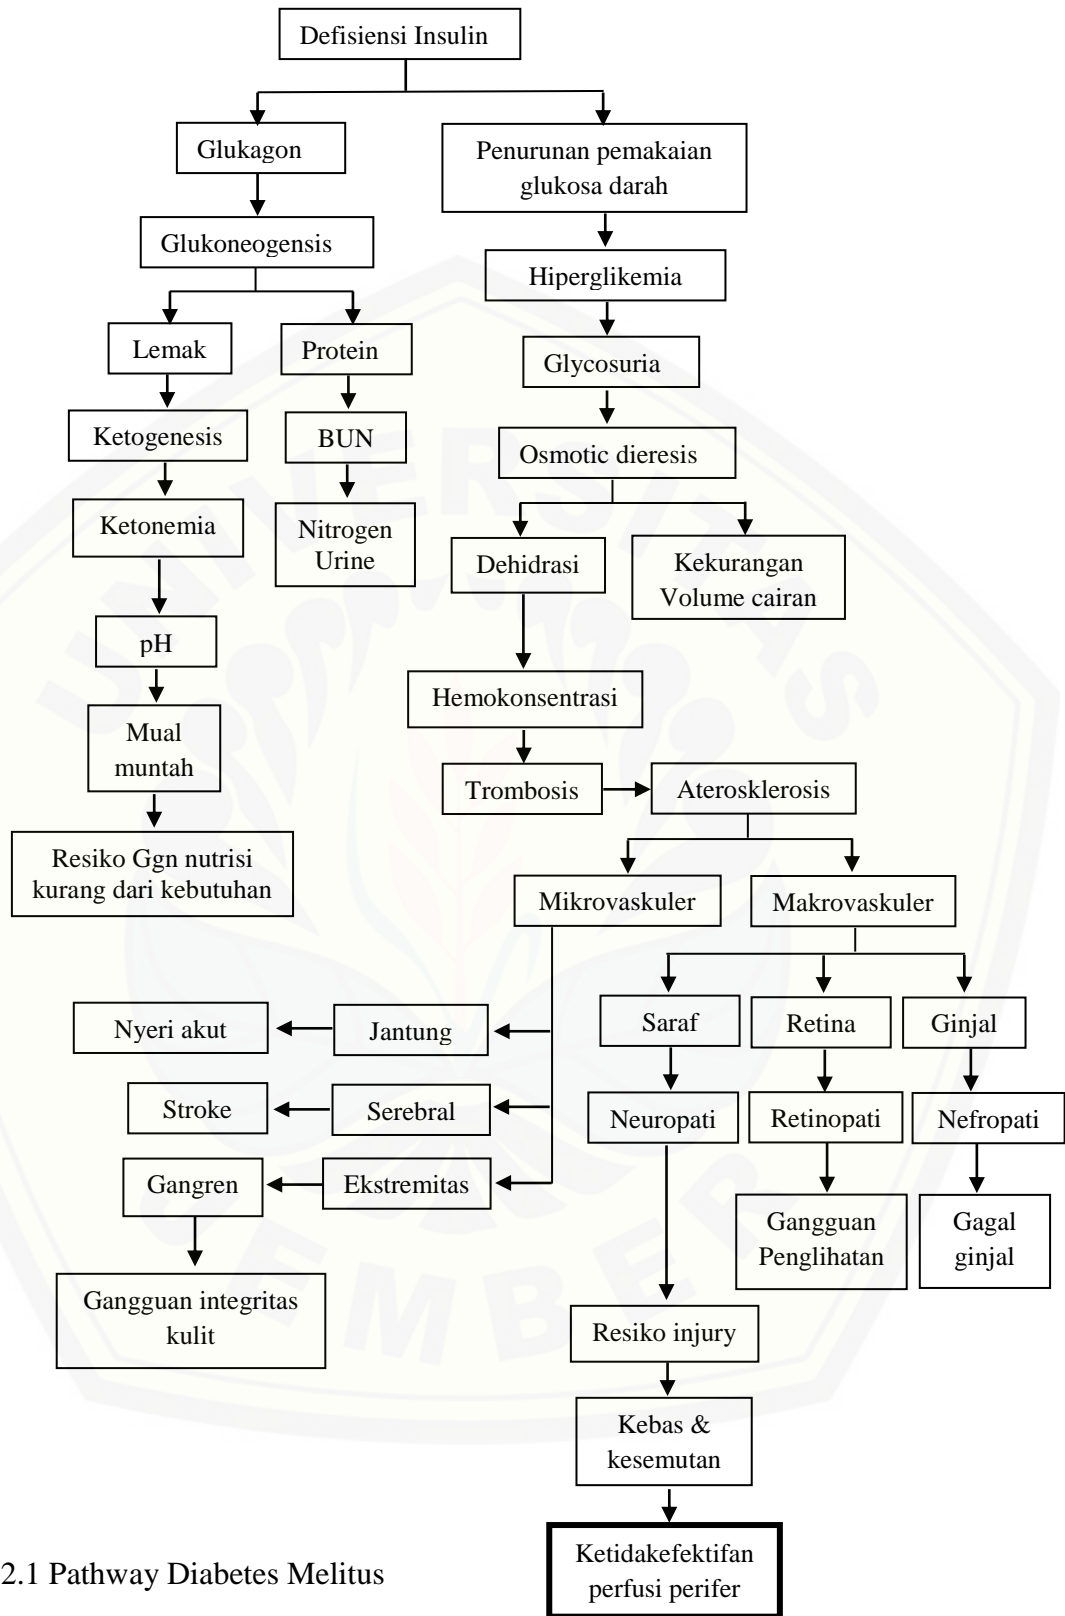 Defisiensi Insulin
Glukagon
Penurunan pemakaian
glukosa darah
Glukoneogensis
Hiperglikemia
Lemak
Protein
Glycosuria
Ketogenesis
BUN
Osmotic dieresis
Ketonemia
Nitrogen
Urine
Dehidrasi
Kekurangan
Volume cairan
pH
Hemokonsentrasi
Mual
muntah
Trombosis
Aterosklerosis
Resiko Ggn nutrisi
kurang dari kebutuhan
Mikrovaskuler
Makrovaskuler
Nyeri akut
Jantung
Saraf
Retina
Ginjal
Stroke
Serebral
Neuropati
Retinopati
Nefropati
Gangren
Ekstremitas
Gangguan
Penglihatan
Gagal
ginjal
Gangguan integritas
kulit
Resiko injury
Kebas &
kesemutan
Ketidakefektifan
perfusi perifer
2.1 Pathway Diabetes Melitus
UNIVERSITAS
JEMBER